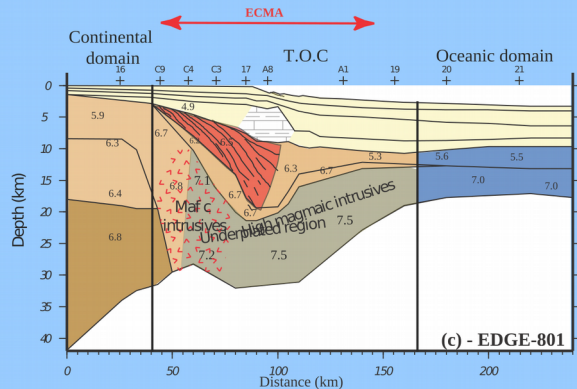 ECMA
Continental
domain
T.O.C
Oceanic domain
16 C9 C4 C3 17 A8 A1 19 20 21
0
5
10
15
20
25
30
35
40
Depth (km)
5.9
4.9
6.3
6.7
6.3
6.7
5.3
5.6
5.5
6.4
6.8
7.1
6.7
6.7
7.0
7.0
Maf c
intrusives
High magmaic intrusives
Underplated region
7.5
6.8
7.2
7.5
(c) - EDGE-801
0 50 100 150 200
Distance (km)